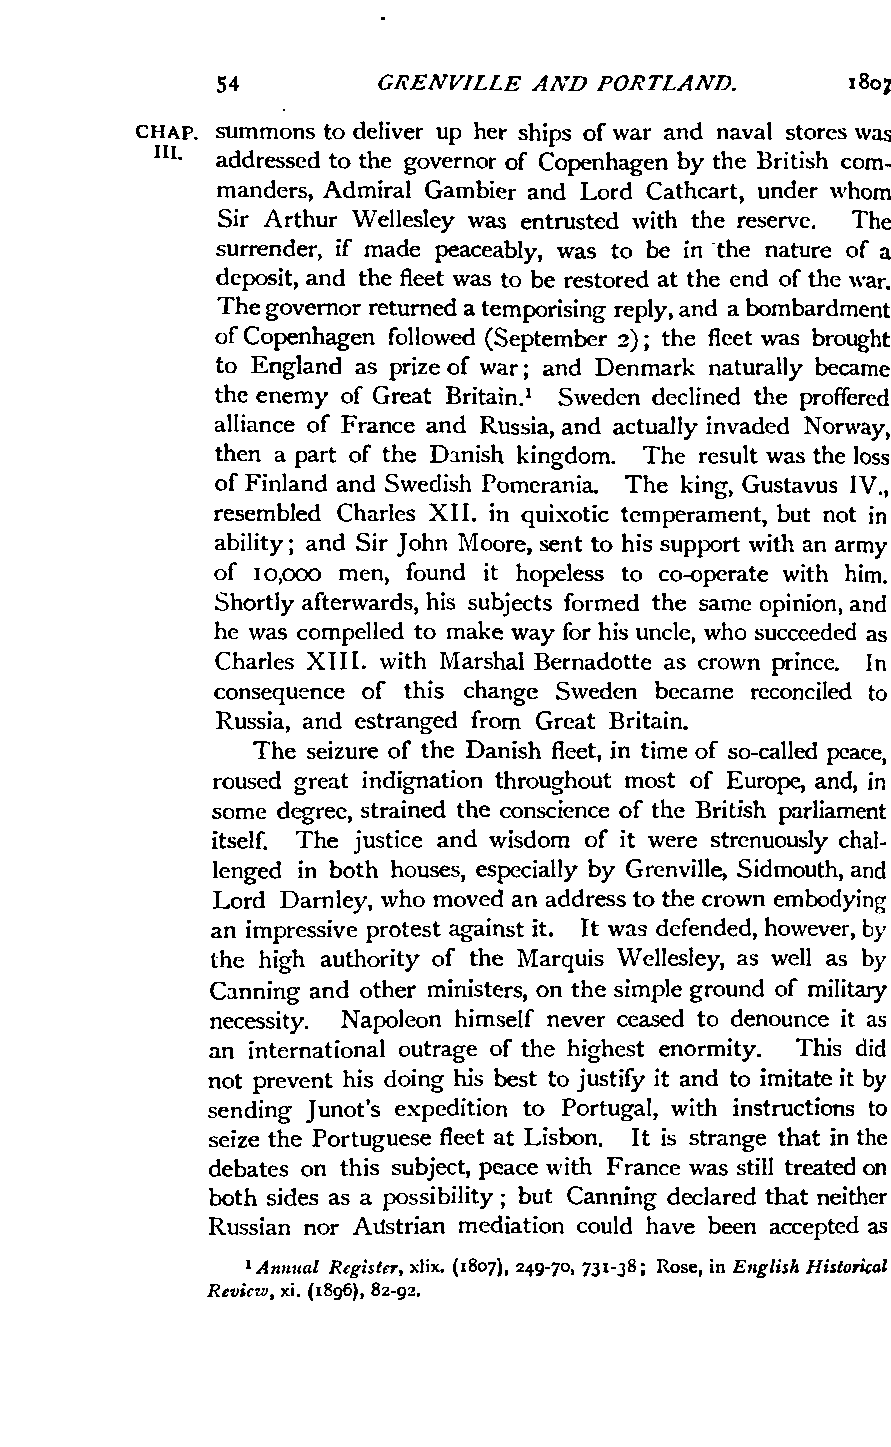 54 GRENVILLE AND PORTLAND. 1807
CHAP. summons to deliver up her ships of war and naval stores was
III. addressed to the governor of Copenhagen by the British com-
manders, Admiral Gambier and Lord Cathcart, under whom
Sir Arthur Wellesley was entrusted with the reserve. The
surrender, if made peaceably, was to be in the nature of a
deposit, and the fleet was to be restored at the end of the war.
The governor returned a temporising reply, and a bombardment
of Copenhagen followed (September 2); the fleet was brought
to England as prize of war; and Denmark naturally became
the enemy of Great Britain.¹ Sweden declined the proffered
alliance of France and Russia, and actually invaded Norway,
then a part of the Danish kingdom. The result was the loss
of Finland and Swedish Pomerania. The king, Gustavus IV.,
resembled Charles XII. in quixotic temperament, but not in
ability; and Sir John Moore, sent to his support with an army
of 10,000 men, found it hopeless to co-operate with him.
Shortly afterwards, his subjects formed the same opinion, and
he was compelled to make way for his uncle, who succeeded as
Charles XIII. with Marshal Bernadotte as crown prince. In
consequence of this change Sweden became reconciled to
Russia, and estranged from Great Britain.
The seizure of the Danish fleet, in time of so-called peace,
roused great indignation throughout most of Europe, and, in
some degree, strained the conscience of the British parliament
itself. The justice and wisdom of it were strenuously chal-
lenged in both houses, especially by Grenville, Sidmouth, and
Lord Darnley, who moved an address to the crown embodying
an impressive protest against it. It was defended, however, by
the high authority of the Marquis Wellesley, as well as by
Canning and other ministers, on the simple ground of military
necessity. Napoleon himself never ceased to denounce it as
an international outrage of the highest enormity. This did
not prevent his doing his best to justify it and to imitate it by
sending Junot's expedition to Portugal, with instructions to
seize the Portuguese fleet at Lisbon. It is strange that in the
debates on this subject, peace with France was still treated on
both sides as a possibility; but Canning declared that neither
Russian nor Austrian mediation could have been accepted as
¹ Annual Register, xlix. (1807), 249-70, 731-38; Rose, in English Historical
Review, xi. (1896), 82-92.